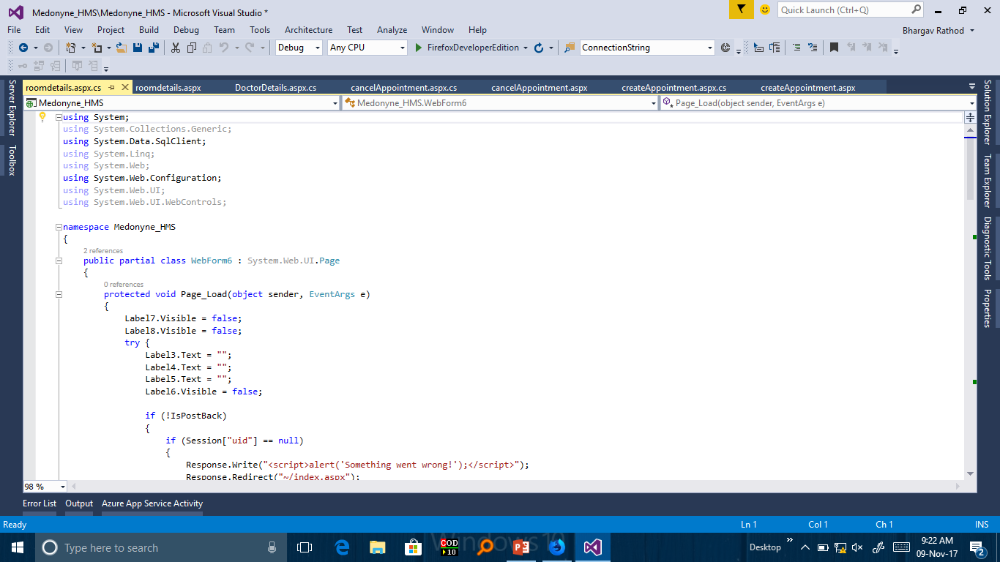 Medonyne_HMS\Medonyne_HMS - Microsoft Visual Studio *
Quick Launch (Ctrl+Q)
File Edit View Project Build Debug Team Tools Architecture Test Analyze Window Help
Bhargav Rathod
Debug Any CPU FirefoxDeveloperEdition ConnectionString
roomdetails.aspx.cs roomdetails.aspx DoctorDetails.aspx.cs cancelAppointment.aspx.cs cancelAppointment.aspx createAppointment.aspx.cs createAppointment.aspx
Medonyne_HMS Medonyne_HMS.WebForm6 Page_Load(object sender, EventArgs e)
Server Explorer
Toolbox
Solution Explorer
Team Explorer
Diagnostic Tools
Properties
using System;
using System.Collections.Generic;
using System.Data.SqlClient;
using System.Linq;
using System.Web;
using System.Web.Configuration;
using System.Web.UI;
using System.Web.UI.WebControls;
namespace Medonyne_HMS
{
2 references
public partial class WebForm6 : System.Web.UI.Page
{
0 references
protected void Page_Load(object sender, EventArgs e)
{
Label7.Visible = false;
Label8.Visible = false;
try {
Label3.Text = "";
Label4.Text = "";
Label5.Text = "";
Label6.Visible = false;
if (!IsPostBack)
{
if (Session["uid"] == null)
{
Response.Write("<script>alert('Something went wrong!');</script>");
Response.Redirect("~/index.aspx");
98 %
Error List Output Azure App Service Activity
Ready Ln 1 Col 1 Ch 1 INS
Type here to search
COD
10
Windows 10
Desktop
9:22 AM
09-Nov-17
2